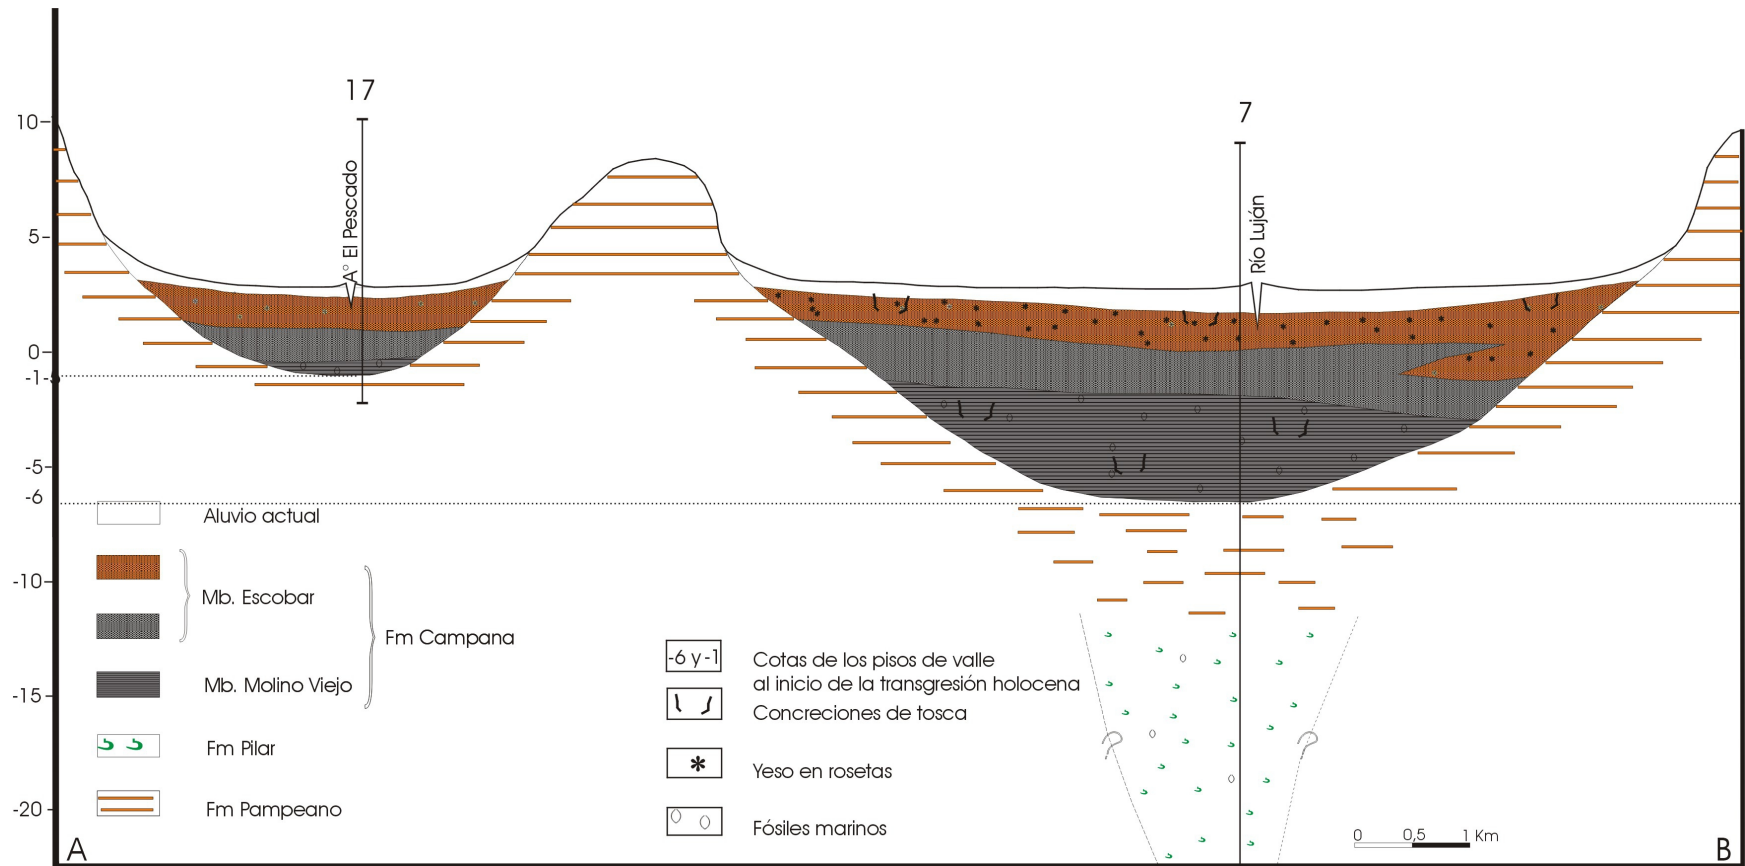 17
7
10
5
0
-1
-5
-6
-10
-15
-20
A° El Pescado
Río Luján
Aluvio actual
Mb. Escobar
Fm Campana
Mb. Molino Viejo
Fm Pilar
Fm Pampeano
-6 y -1
Cotas de los pisos de valle
al inicio de la transgresión holocena
Concreciones de tosca
Yeso en rosetas
Fósiles marinos
?
?
0 0,5 1 Km
A
B